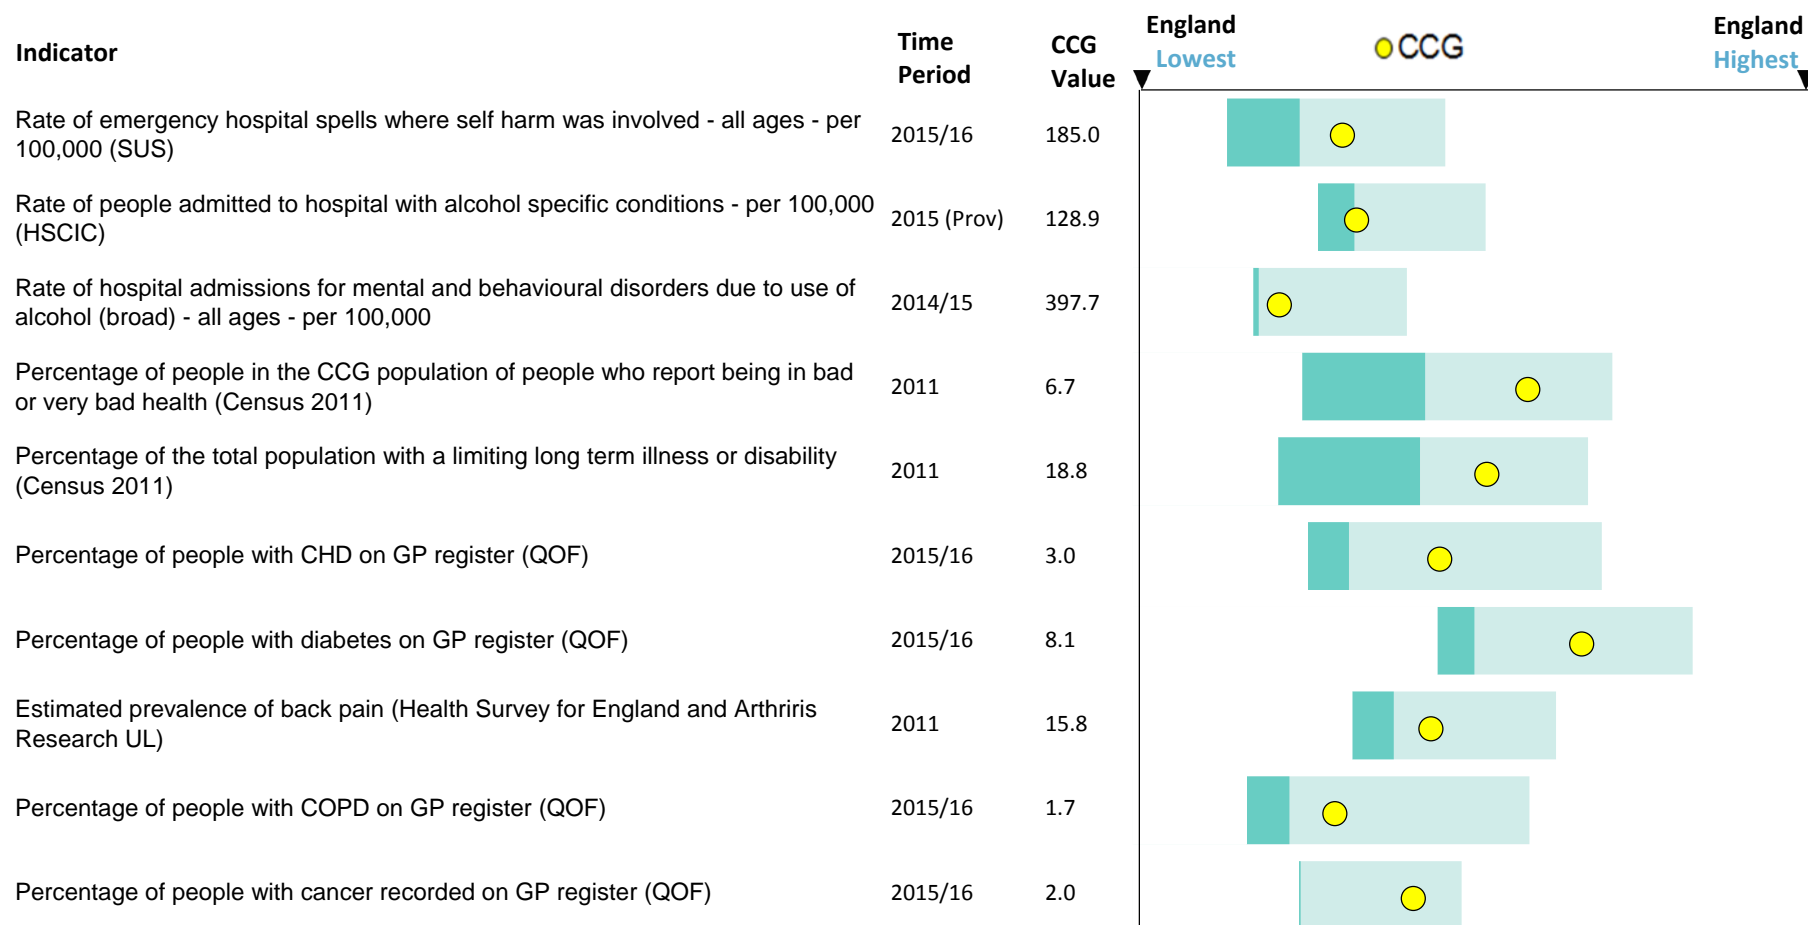 Indicator
Time
Period
CCG
Value
England
Lowest
CCG
England
Highest
Rate of emergency hospital spells where self harm was involved - all ages - per
100,000 (SUS)
2015/16
185.0
Rate of people admitted to hospital with alcohol specific conditions - per 100,000
(HSCIC)
2015 (Prov)
128.9
Rate of hospital admissions for mental and behavioural disorders due to use of
alcohol (broad) - all ages - per 100,000
2014/15
397.7
Percentage of people in the CCG population of people who report being in bad
or very bad health (Census 2011)
2011
6.7
Percentage of the total population with a limiting long term illness or disability
(Census 2011)
2011
18.8
Percentage of people with CHD on GP register (QOF)
2015/16
3.0
Percentage of people with diabetes on GP register (QOF)
2015/16
8.1
Estimated prevalence of back pain (Health Survey for England and Arthriris
Research UL)
2011
15.8
Percentage of people with COPD on GP register (QOF)
2015/16
1.7
Percentage of people with cancer recorded on GP register (QOF)
2015/16
2.0